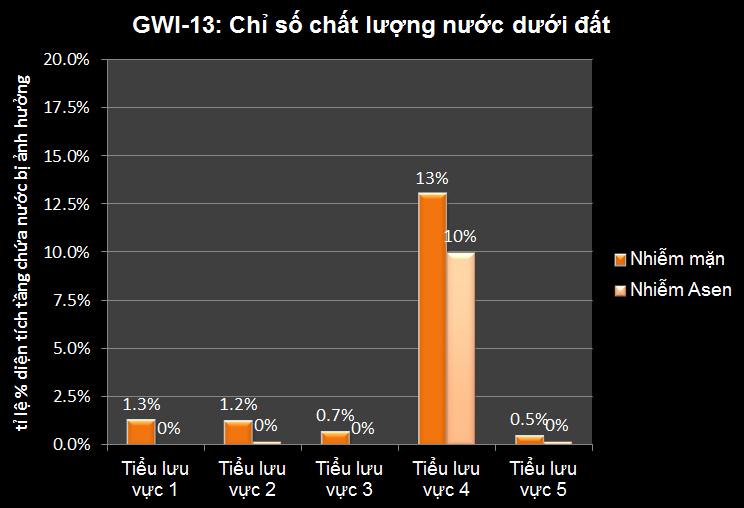 GWI-13: Chỉ số chất lượng nước dưới đất
tỉ lệ % diện tích tầng chứa nước bị ảnh hưởng
20.0%
17.5%
15.0%
12.5%
10.0%
7.5%
5.0%
2.5%
0.0%
1.3%
0%
1.2%
0%
0.7%
0%
13%
10%
0.5%
0%
Tiểu lưu
vực 1
Tiểu lưu
vực 2
Tiểu lưu
vực 3
Tiểu lưu
vực 4
Tiểu lưu
vực 5
Nhiễm mặn
Nhiễm Asen